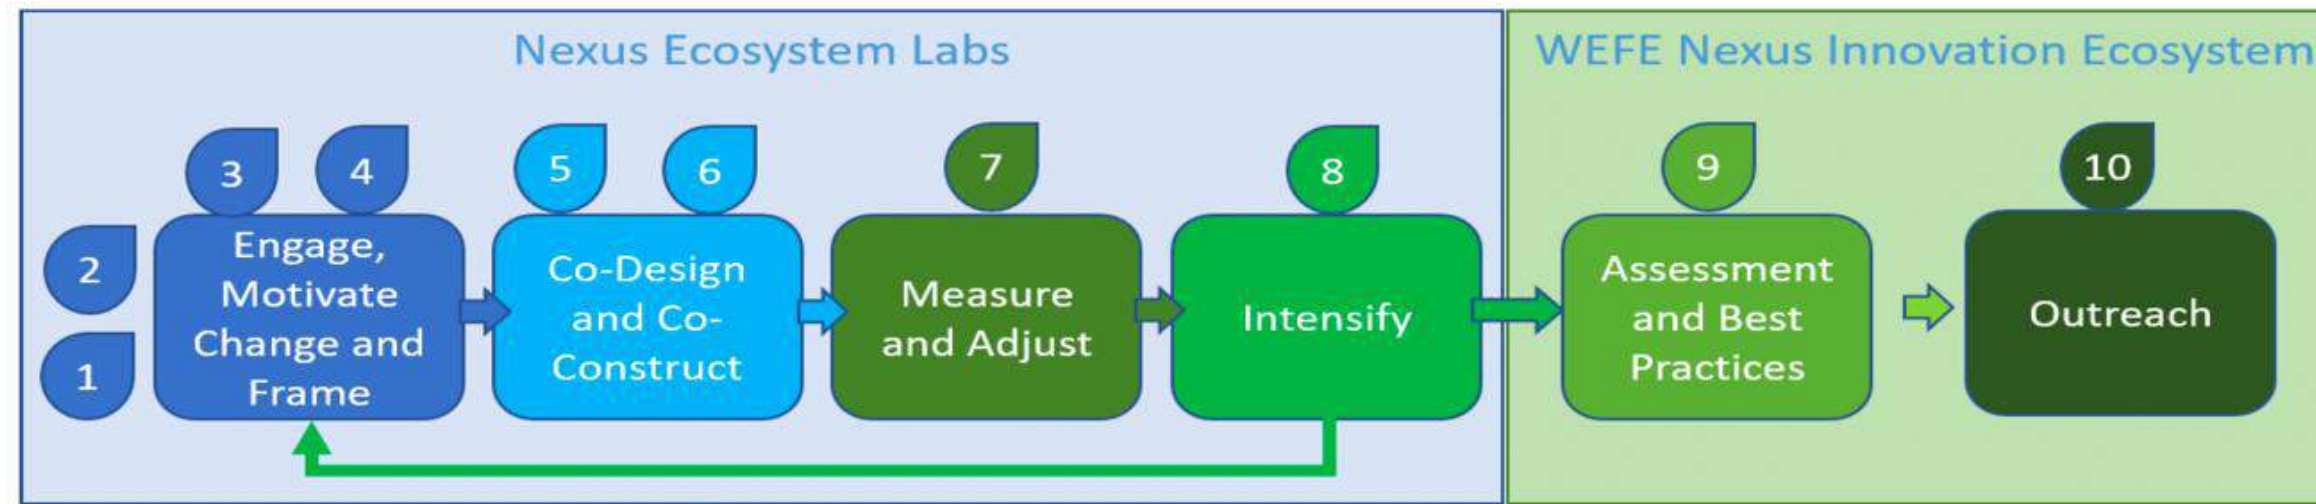 Nexus Ecosystem Labs
WEFE Nexus Innovation Ecosystem
1
2
3
4
Engage,
Motivate
Change and
Frame
5
6
Co-Design
and Co-
Construct
7
Measure
and Adjust
8
Intensify
9
Assessment
and Best
Practices
10
Outreach